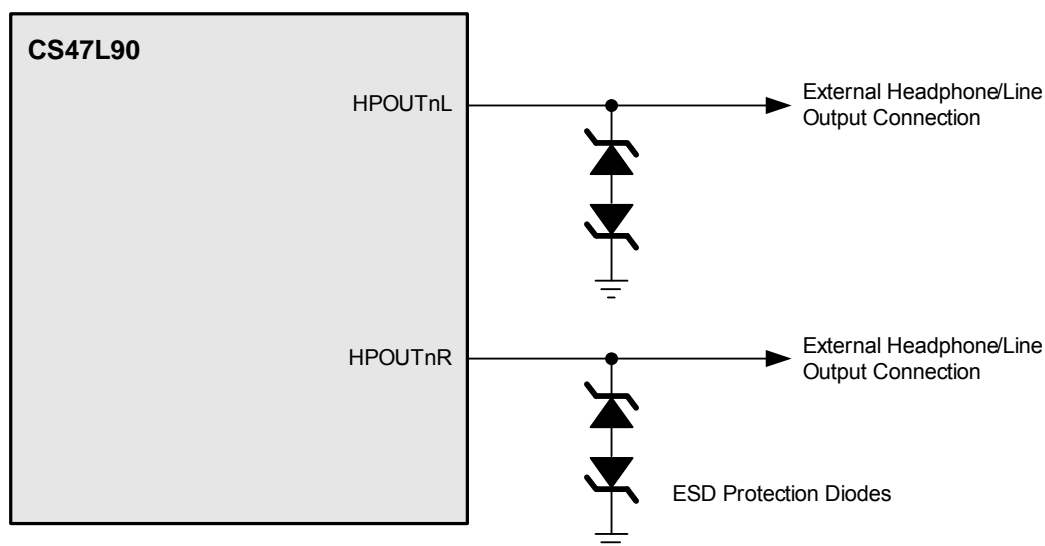 CS47L90
HPOUTnL
External Headphone/Line
Output Connection
HPOUTnR
External Headphone/Line
Output Connection
ESD Protection Diodes